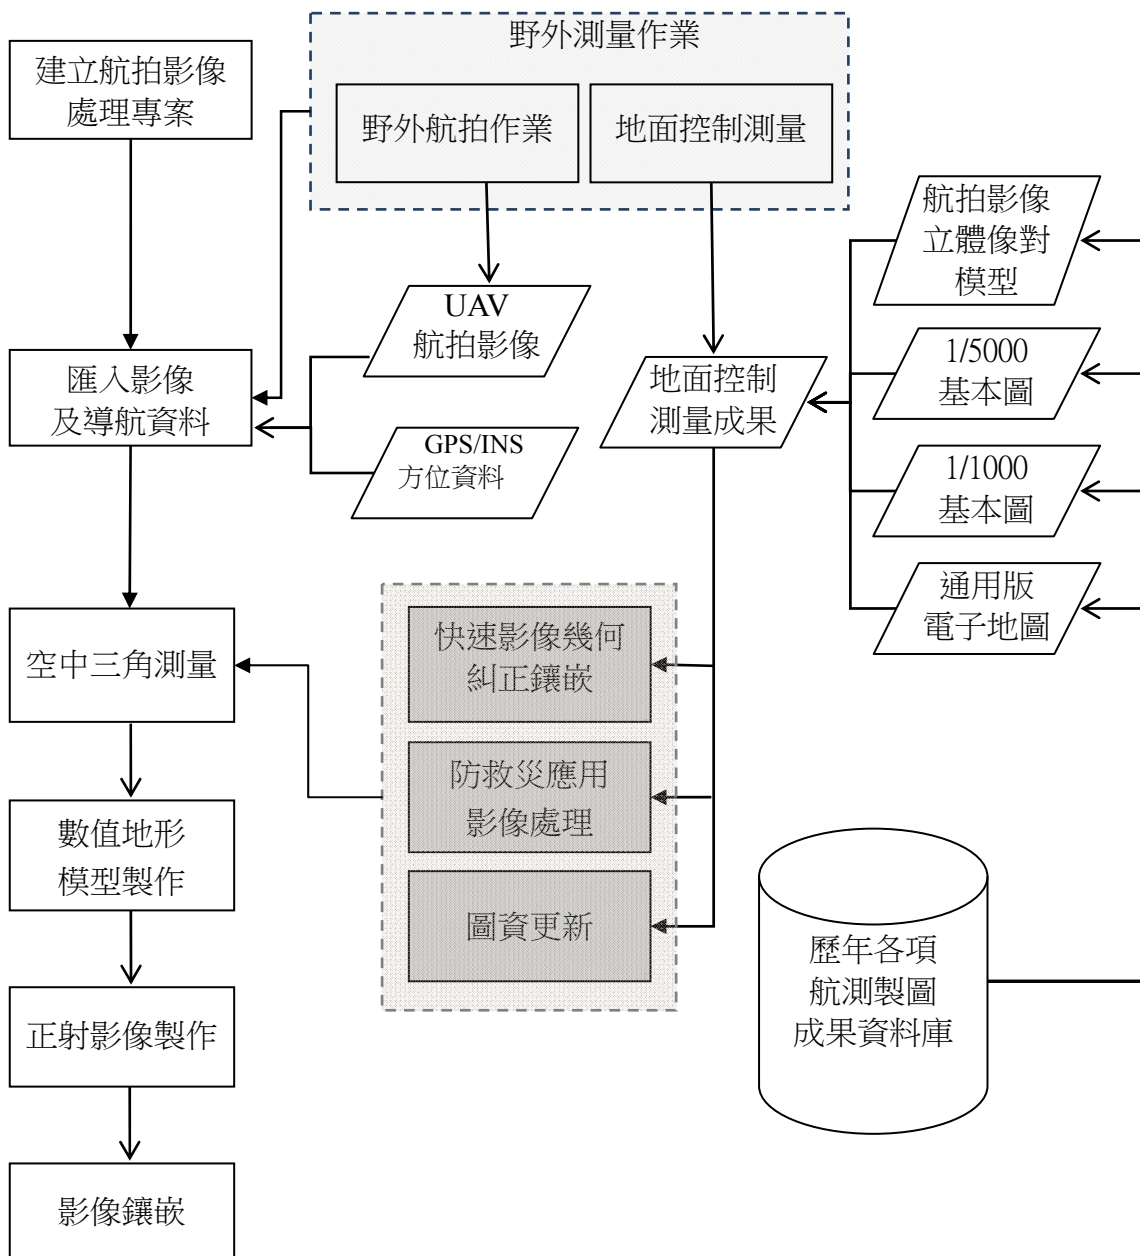 野外測量作業
建立航拍影像
處理專案
野外航拍作業
地面控制測量
航拍影像
立體像對
模型
UAV
航拍影像
匯入影像
及導航資料
地面控制
測量成果
1/5000
基本圖
GPS/INS
方位資料
1/1000
基本圖
通用版
電子地圖
快速影像幾何
糾正鑲嵌
空中三角測量
防救災應用
影像處理
數值地形
模型製作
圖資更新
歷年各項
航測製圖
成果資料庫
正射影像製作
影像鑲嵌